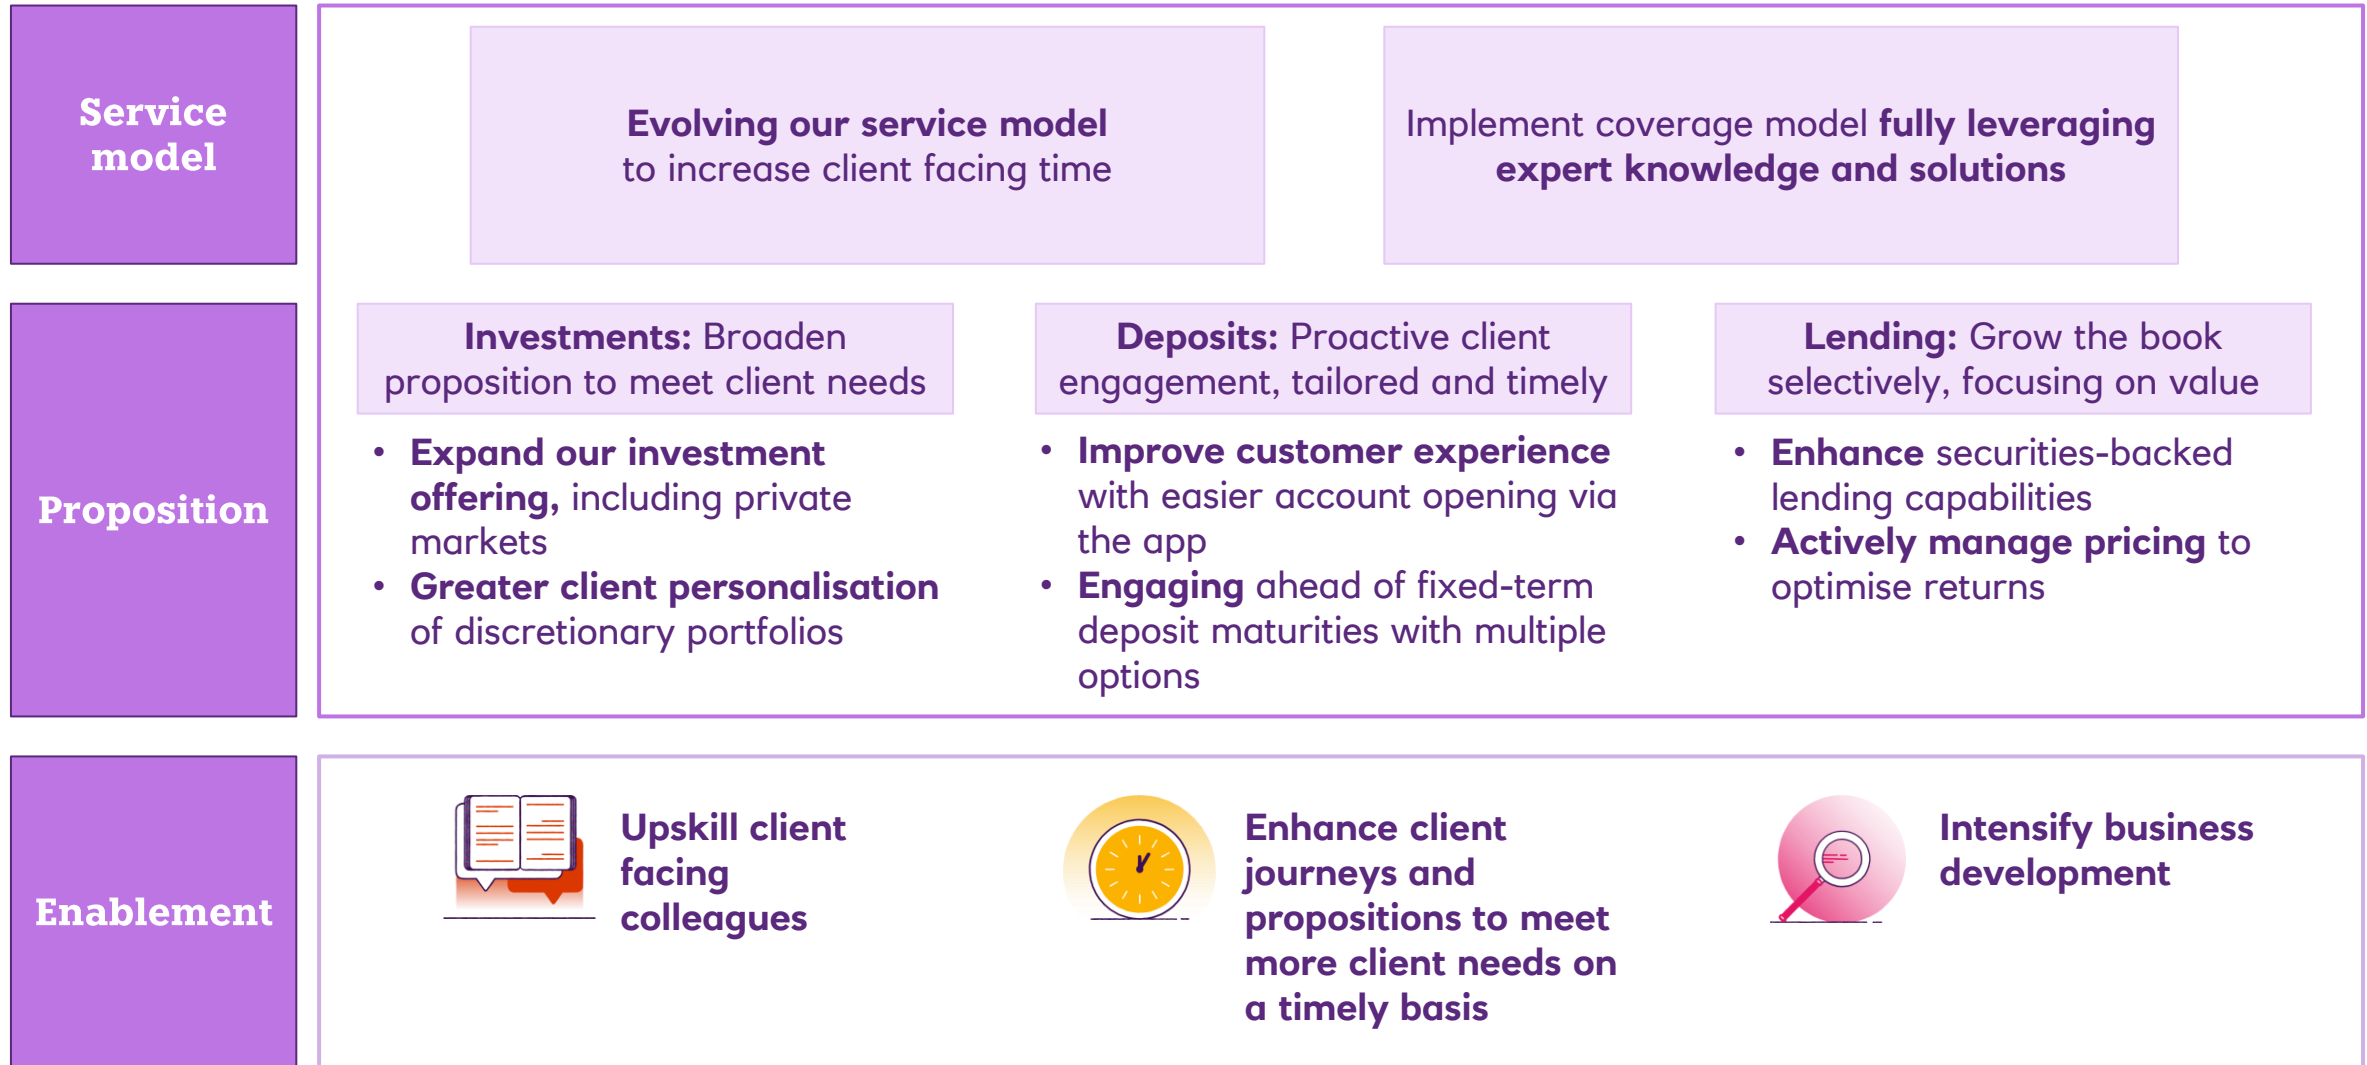 Service
model
Evolving our service model
to increase client facing time
Implement coverage model fully leveraging
expert knowledge and solutions
Proposition
Investments: Broaden
proposition to meet client needs
• Expand our investment
offering, including private
markets
• Greater client personalisation
of discretionary portfolios
Deposits: Proactive client
engagement, tailored and timely
• Improve customer experience
with easier account opening via
the app
• Engaging ahead of fixed-term
deposit maturities with multiple
options
Lending: Grow the book
selectively, focusing on value
• Enhance securities-backed
lending capabilities
• Actively manage pricing to
optimise returns
Enablement
Upskill client
facing
colleagues
Enhance client
journeys and
propositions to meet
more client needs on
a timely basis
Intensify business
development